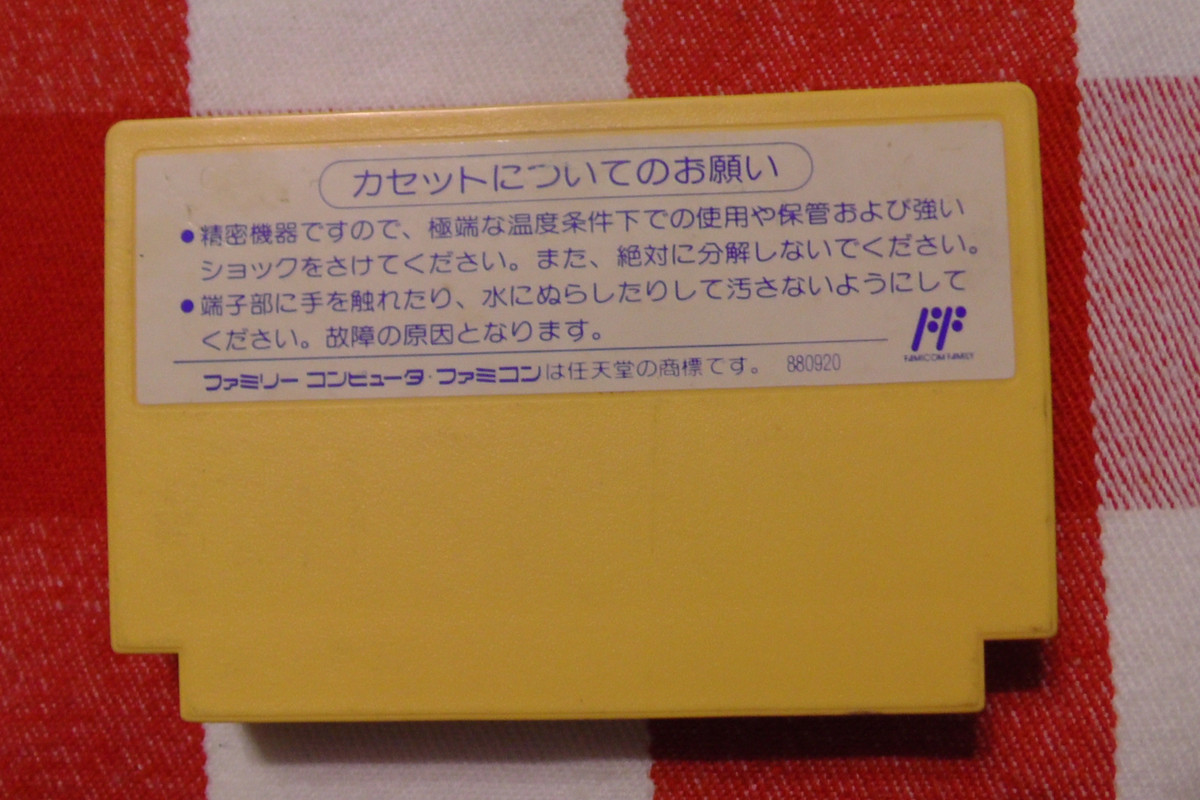 カセットについてのお願い
●精密機器ですので、極端な温度条件下での使用や保管および強い
ショックをさけてください。また、絶対に分解しないでください。
●端子部に手を触れたり、水にぬらしたりして汚さないようにして
ください。故障の原因となります。
FAMICOM FAMILY
ファミリー コンピュータ・ファミコンは任天堂の商標です。 880920